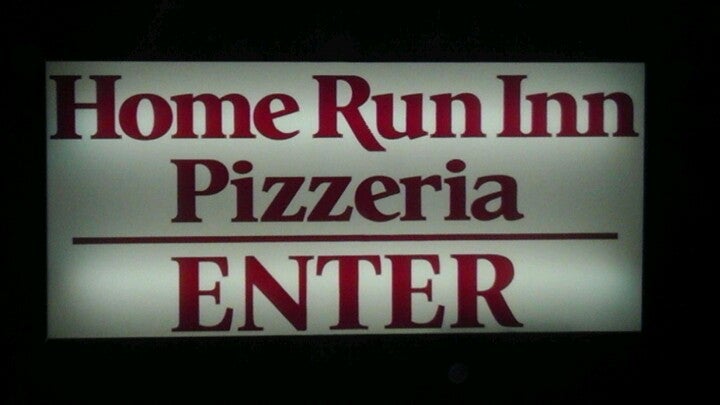 Home Run Inn
Pizzeria
ENTER